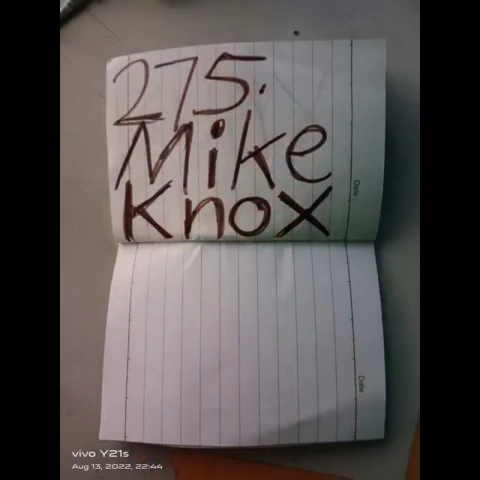 275.
Mike
Knox
Date
Date
vivo Y21s
Aug 13, 2022, 22:44